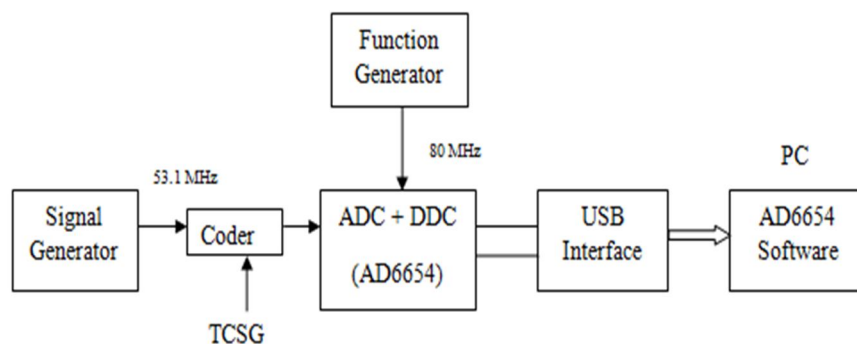 Function
Generator
80 MHz
PC
53.1 MHz
Signal
Generator
Coder
ADC + DDC
(AD6654)
USB
Interface
AD6654
Software
TCSG